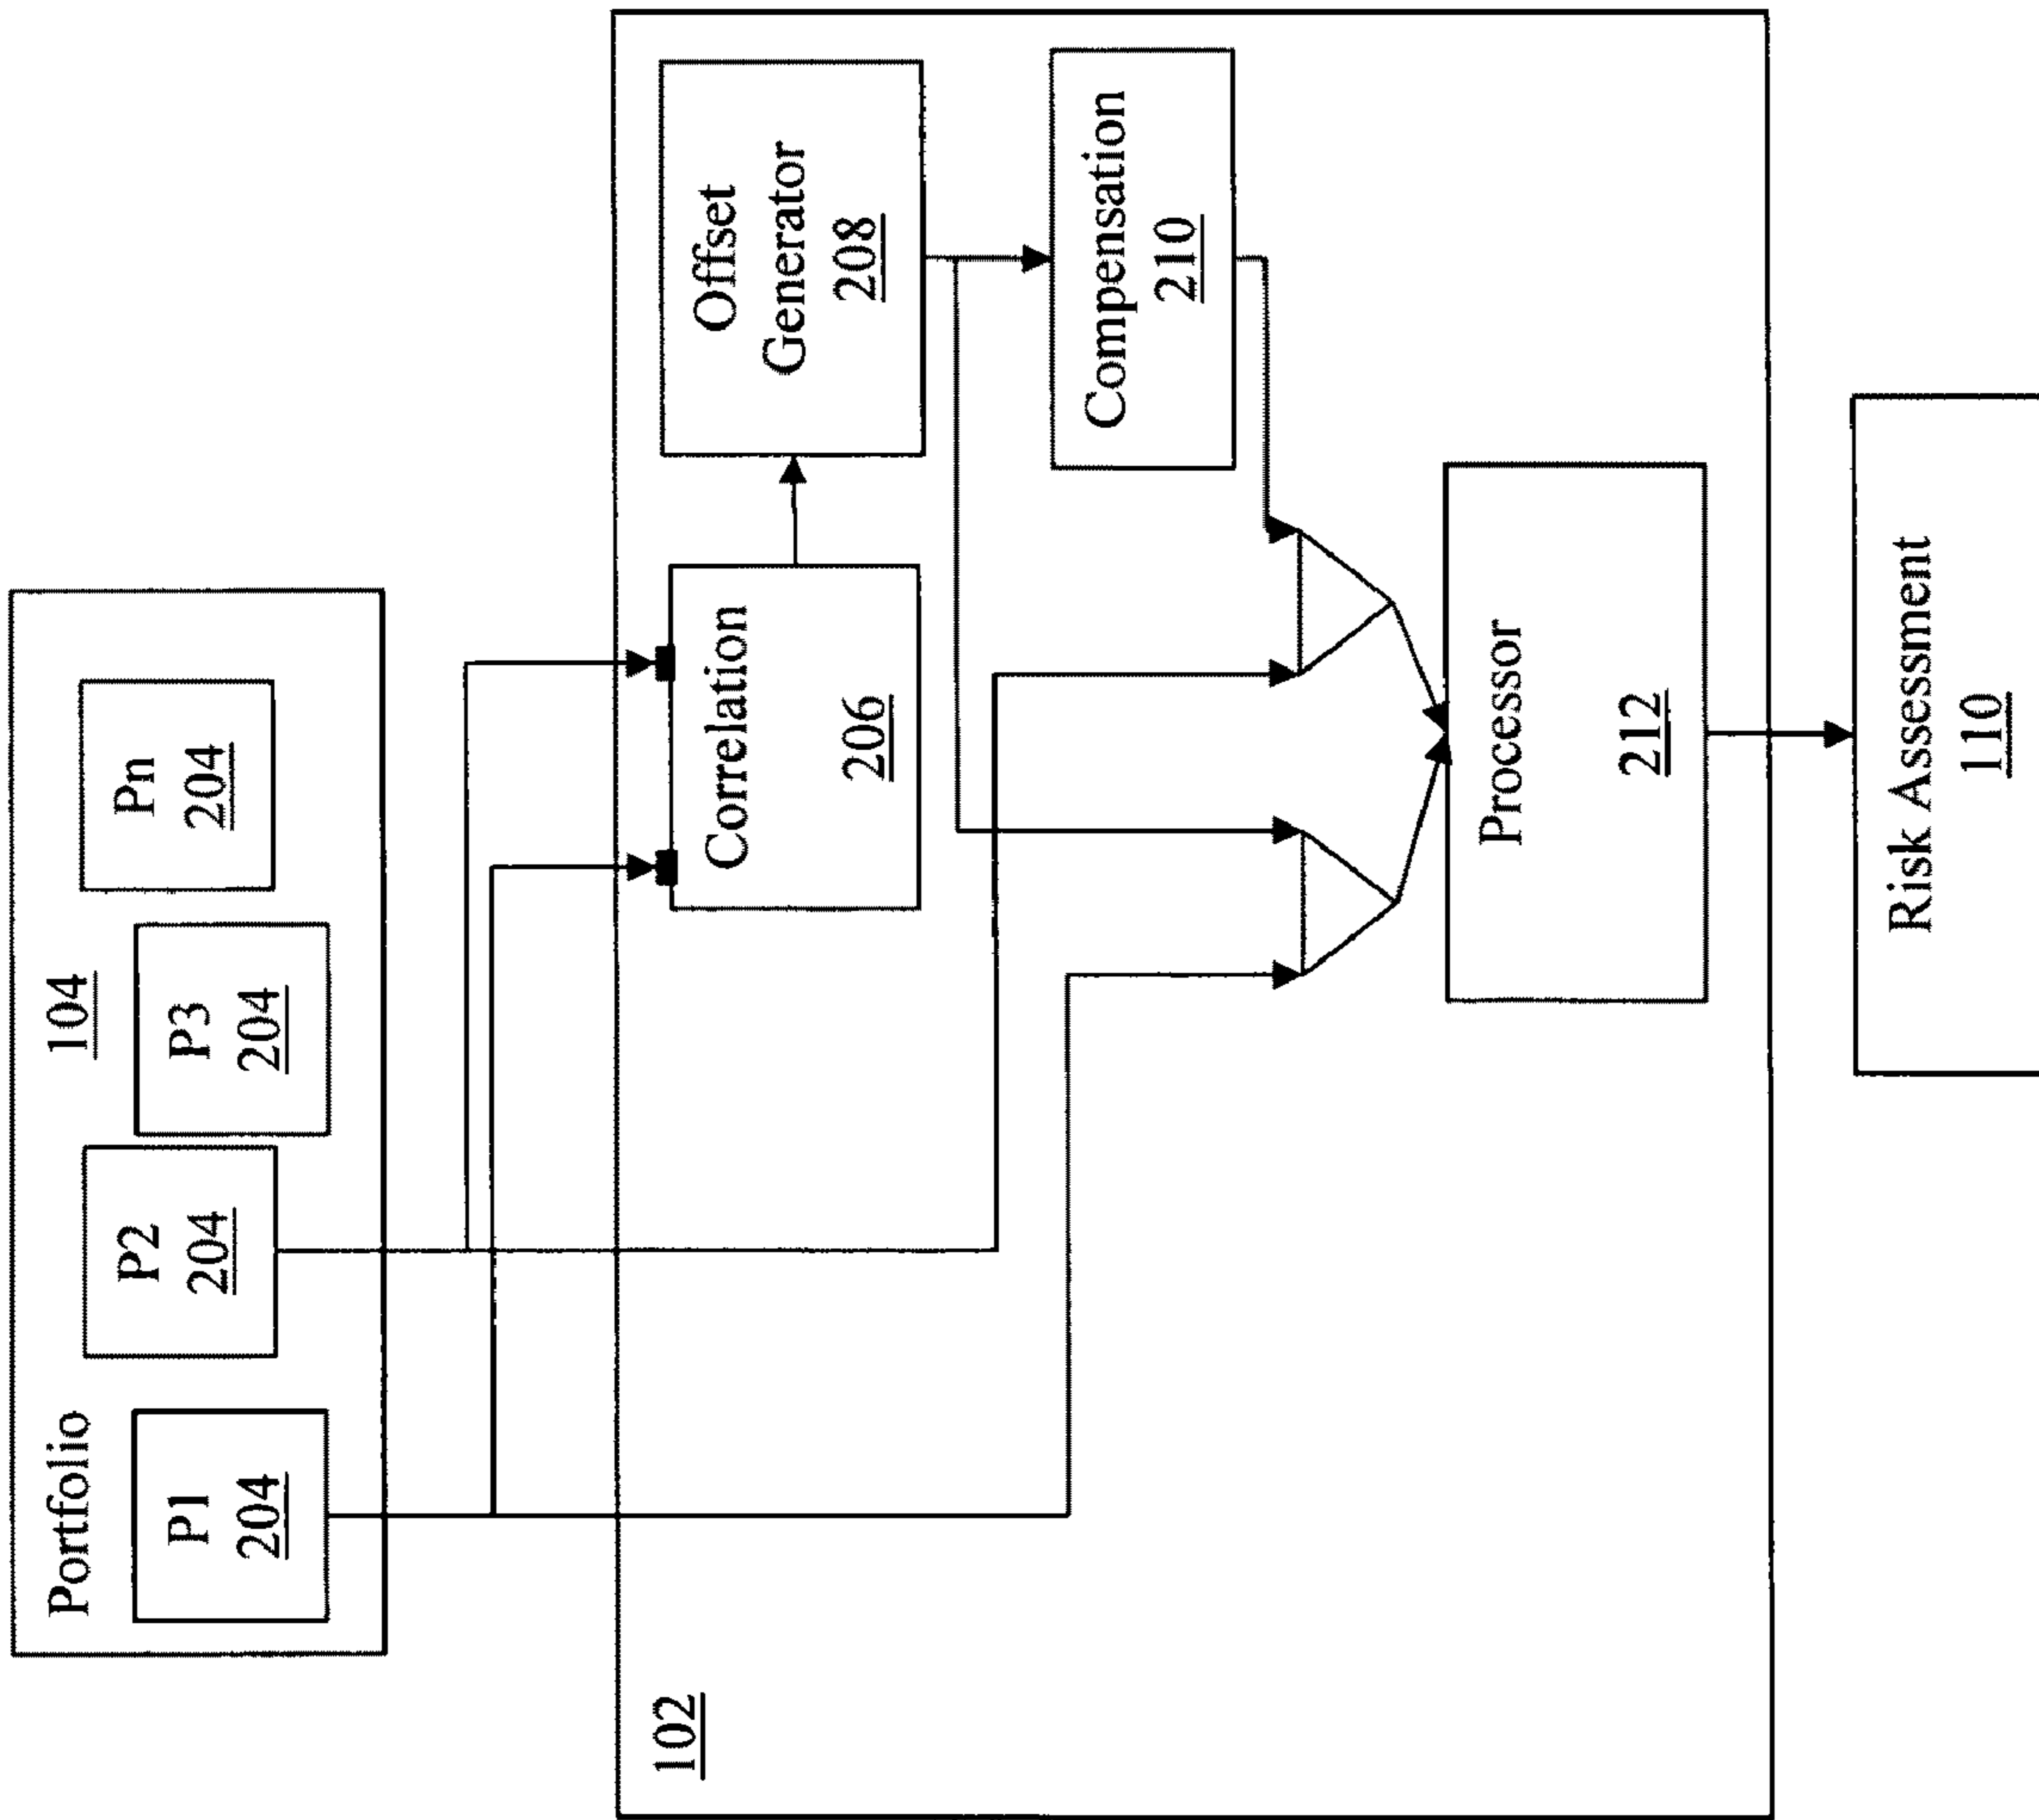 Portfolio
104
P1
204
P2
204
P3
204
Pn
204
102
Correlation
206
Offset
Generator
208
Compensation
210
Processor
212
Risk Assessment
110